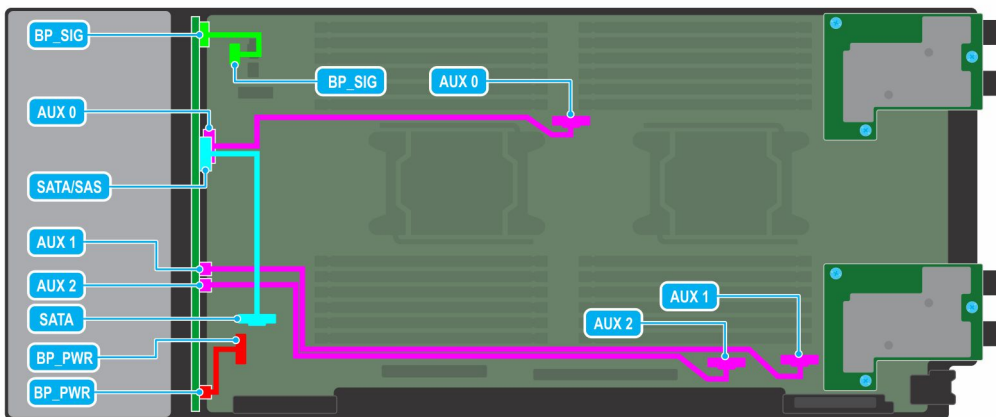 BP_SIG
BP_SIG
AUX 0
AUX 0
SATA/SAS
AUX 1
AUX 2
SATA
BP_PWR
BP_PWR
AUX 1
AUX 2